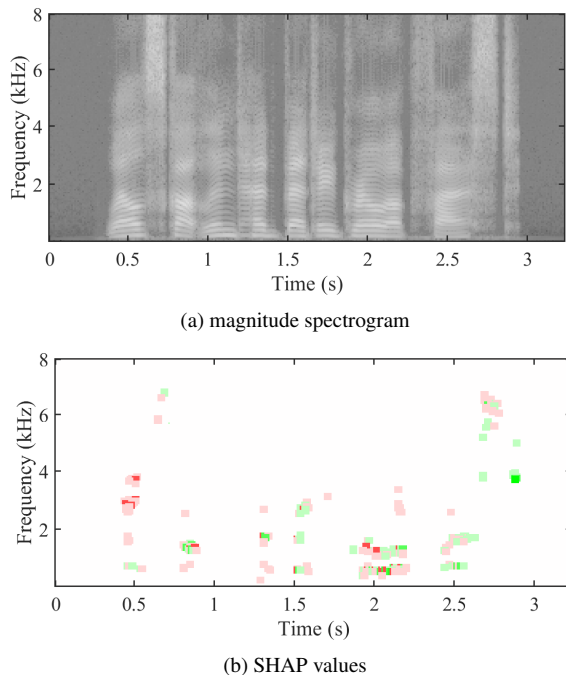 8
6
4
2
Frequency (kHz)
0 0.5 1 1.5 2 2.5 3
Time (s)
(a) magnitude spectrogram
8
6
4
2
Frequency (kHz)
0 0.5 1 1.5 2 2.5 3
Time (s)
(b) SHAP values